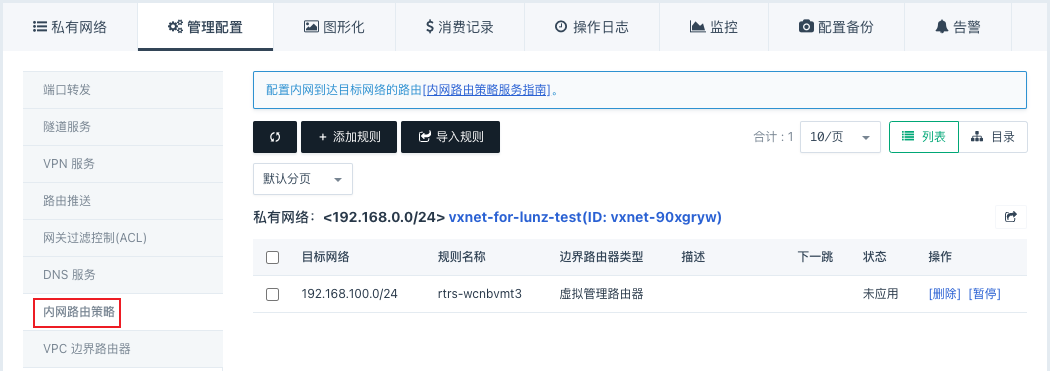 私有网络 管理配置 图形化 $ 消费记录 操作日志 监控 配置备份 告警
端口转发
隧道服务
VPN 服务
路由推送
网关过滤控制(ACL)
DNS 服务
内网路由策略
VPC 边界路由器
配置内网到达目标网络的路由[内网路由策略服务指南]。
+ 添加规则 导入规则 合计 : 1 10/页 列表 目录
默认分页
私有网络: <192.168.0.0/24> vxnet-for-lunz-test(ID: vxnet-90xgryw)
目标网络 规则名称 边界路由器类型 描述 下一跳 状态 操作
192.168.100.0/24 rtrs-wcnbvmt3 虚拟管理路由器 未应用 [删除] [暂停]